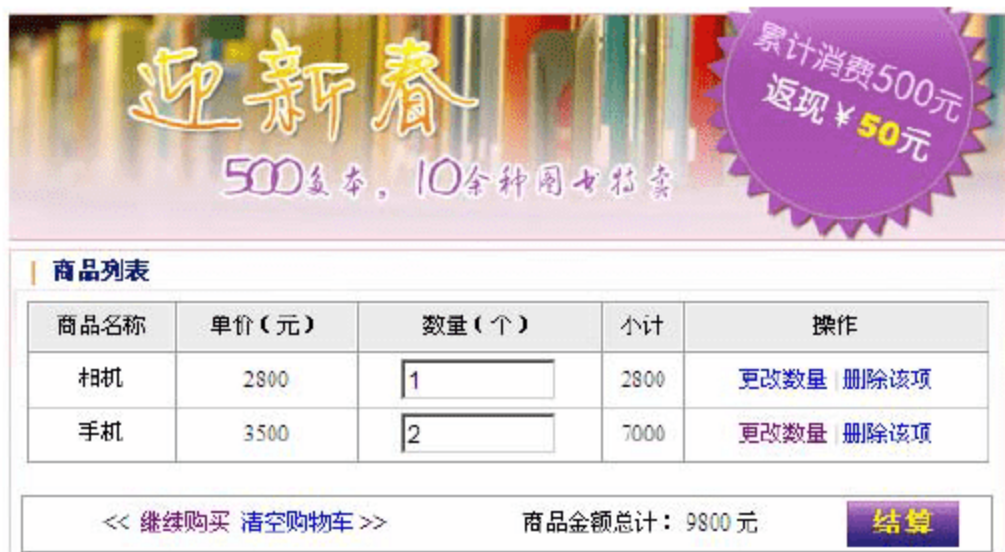 迎新春
500多本，10余种图书特卖
累计消费500元
返现￥50元
商品列表
商品名称 单价（元） 数量（个） 小计 操作
相机 2800 1 2800 更改数量 | 删除该项
手机 3500 2 7000 更改数量 | 删除该项
<< 继续购买 清空购物车 >> 商品金额总计：9800 元 结算